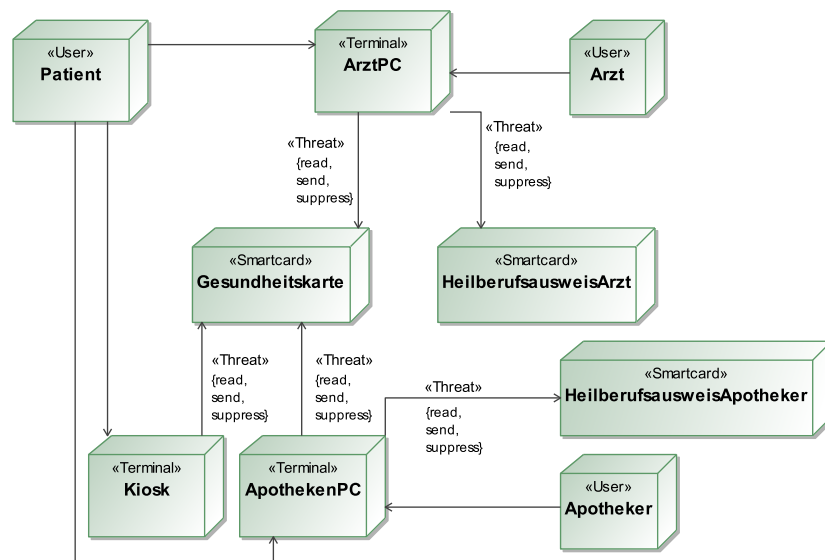 «User»
Patient
«Terminal»
ArztPC
«User»
Arzt
«Threat»
{read,
send,
suppress}
«Threat»
{read,
send,
suppress}
«Smartcard»
Gesundheitskarte
«Smartcard»
HeilberufsausweisArzt
«Threat»
{read,
send,
suppress}
«Threat»
{read,
send,
suppress}
«Threat»
{read,
send,
suppress}
«Smartcard»
HeilberufsausweisApotheker
«Terminal»
Kiosk
«Terminal»
ApothekenPC
«User»
Apotheker